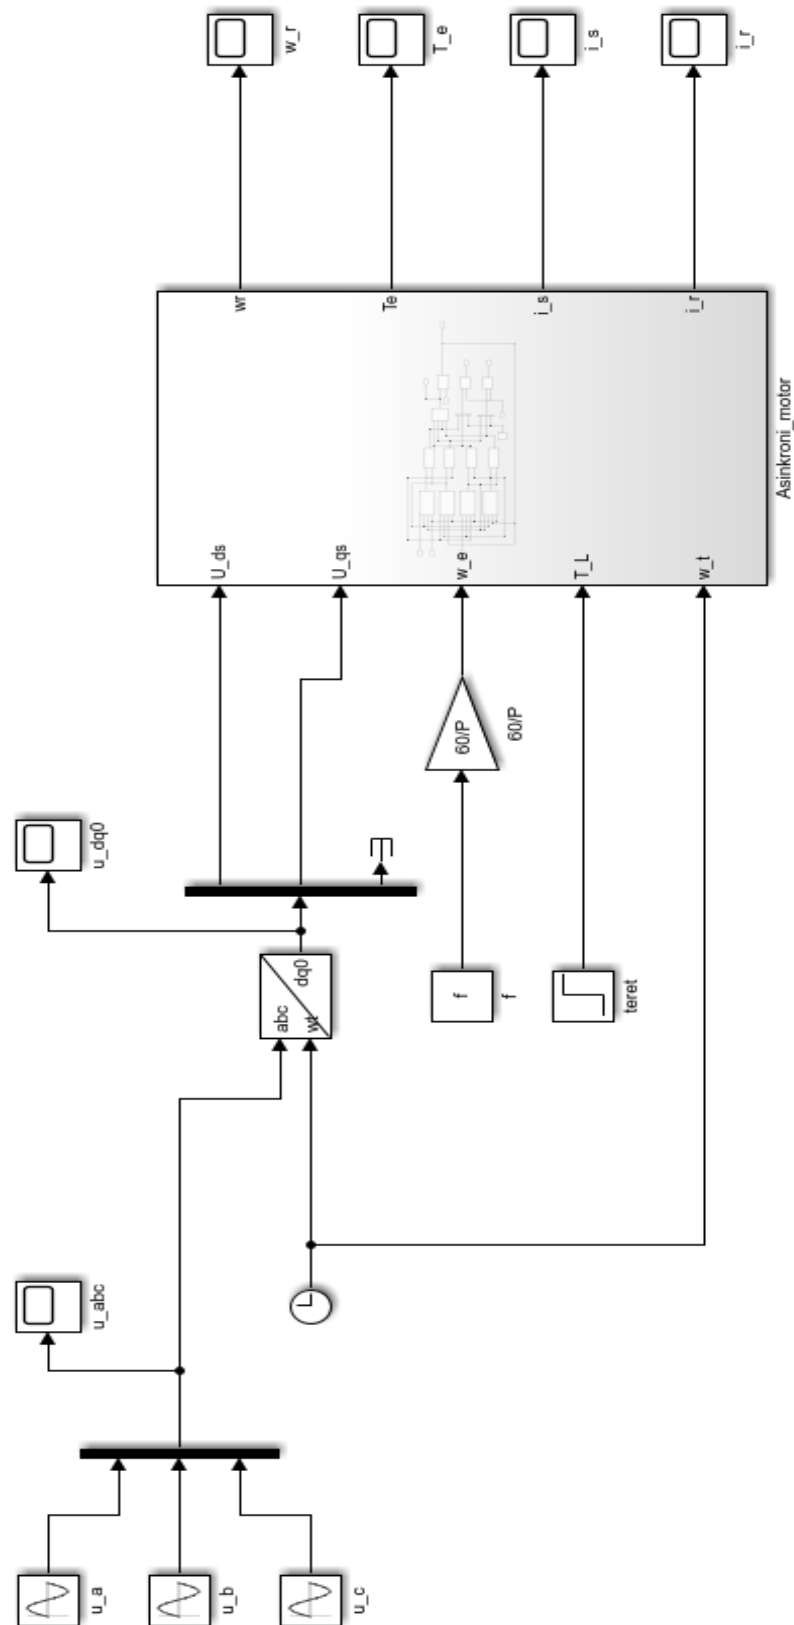 u_a
u_b
u_c
u_abc
abc
wt
dq0
u_dq0
f
f
teret
60/P
60/P
U_ds
U_qs
w_e
T_L
w_t
wr
Te
i_s
i_r
Asinkroni_motor
w_r
T_e
i_s
i_r